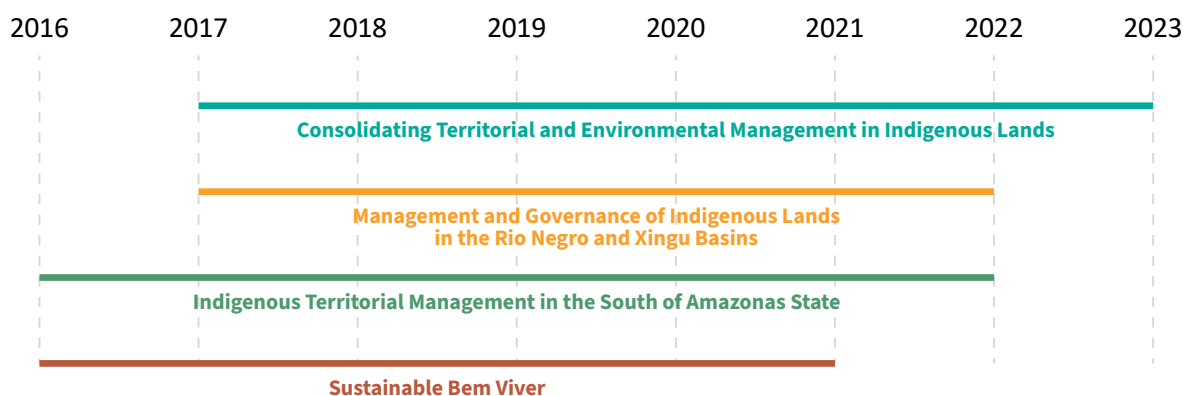 2016 2017 2018 2019 2020 2021 2022 2023
Consolidating Territorial and Environmental Management in Indigenous Lands
Management and Governance of Indigenous Lands
in the Rio Negro and Xingu Basins
Indigenous Territorial Management in the South of Amazonas State
Sustainable Bem Viver